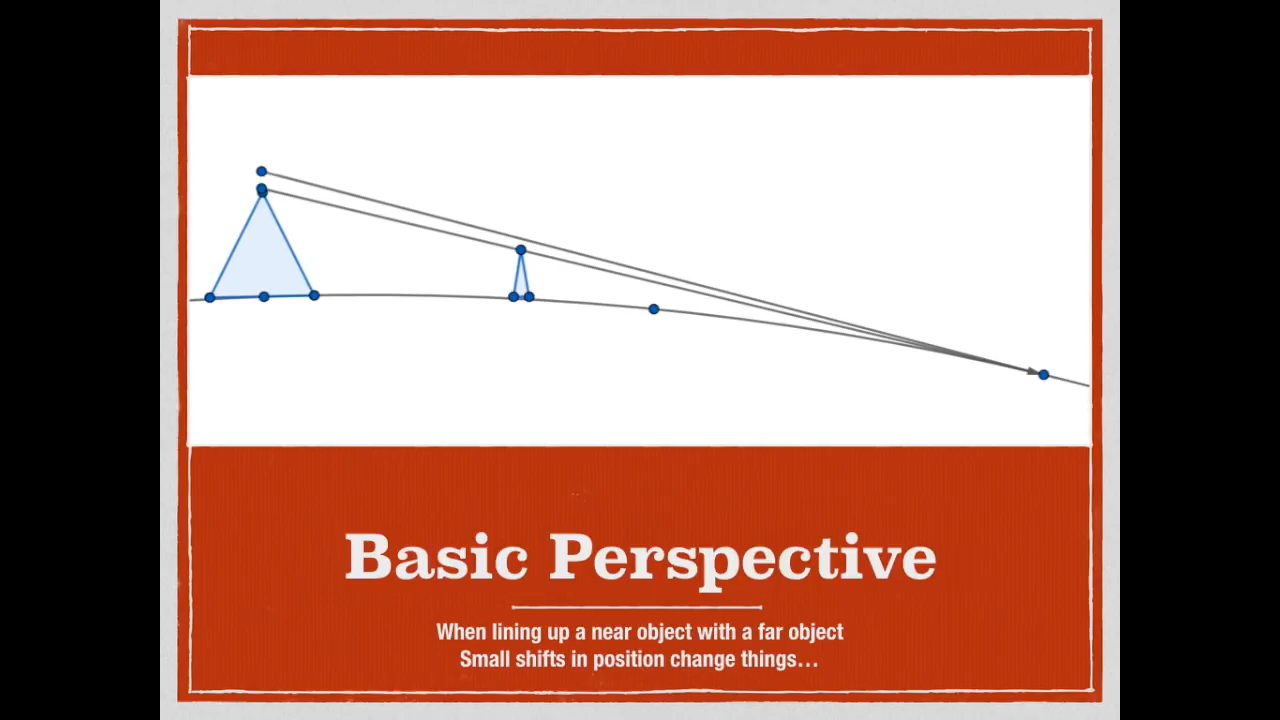 Basic Perspective
When lining up a near object with a far object
Small shifts in position change things…